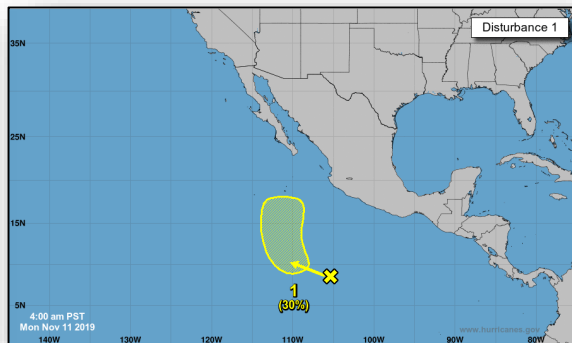 Disturbance 1
35N
25N
15N
5N
1
(30%)
4:00 am PST
Mon Nov 11 2019
www.hurricanes.gov
140W
130W
120W
110W
100W
90W
80W